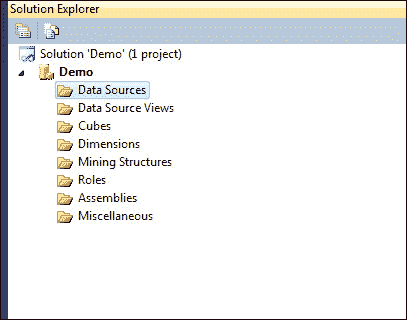 Solution Explorer
Solution 'Demo' (1 project)
Demo
Data Sources
Data Source Views
Cubes
Dimensions
Mining Structures
Roles
Assemblies
Miscellaneous